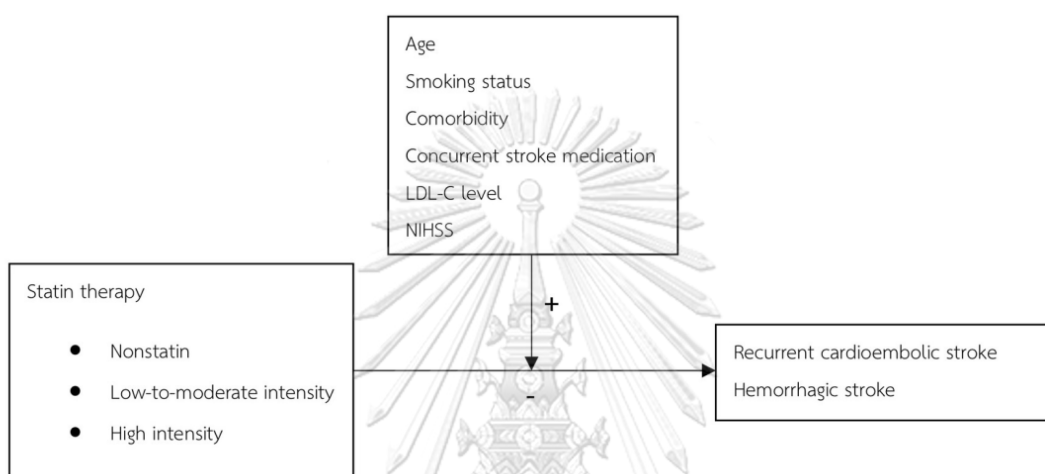 Age
Smoking status
Comorbidity
Concurrent stroke medication
LDL-C level
NIHSS
+
Statin therapy
● Nonstatin
● Low-to-moderate intensity
● High intensity
-
Recurrent cardioembolic stroke
Hemorrhagic stroke